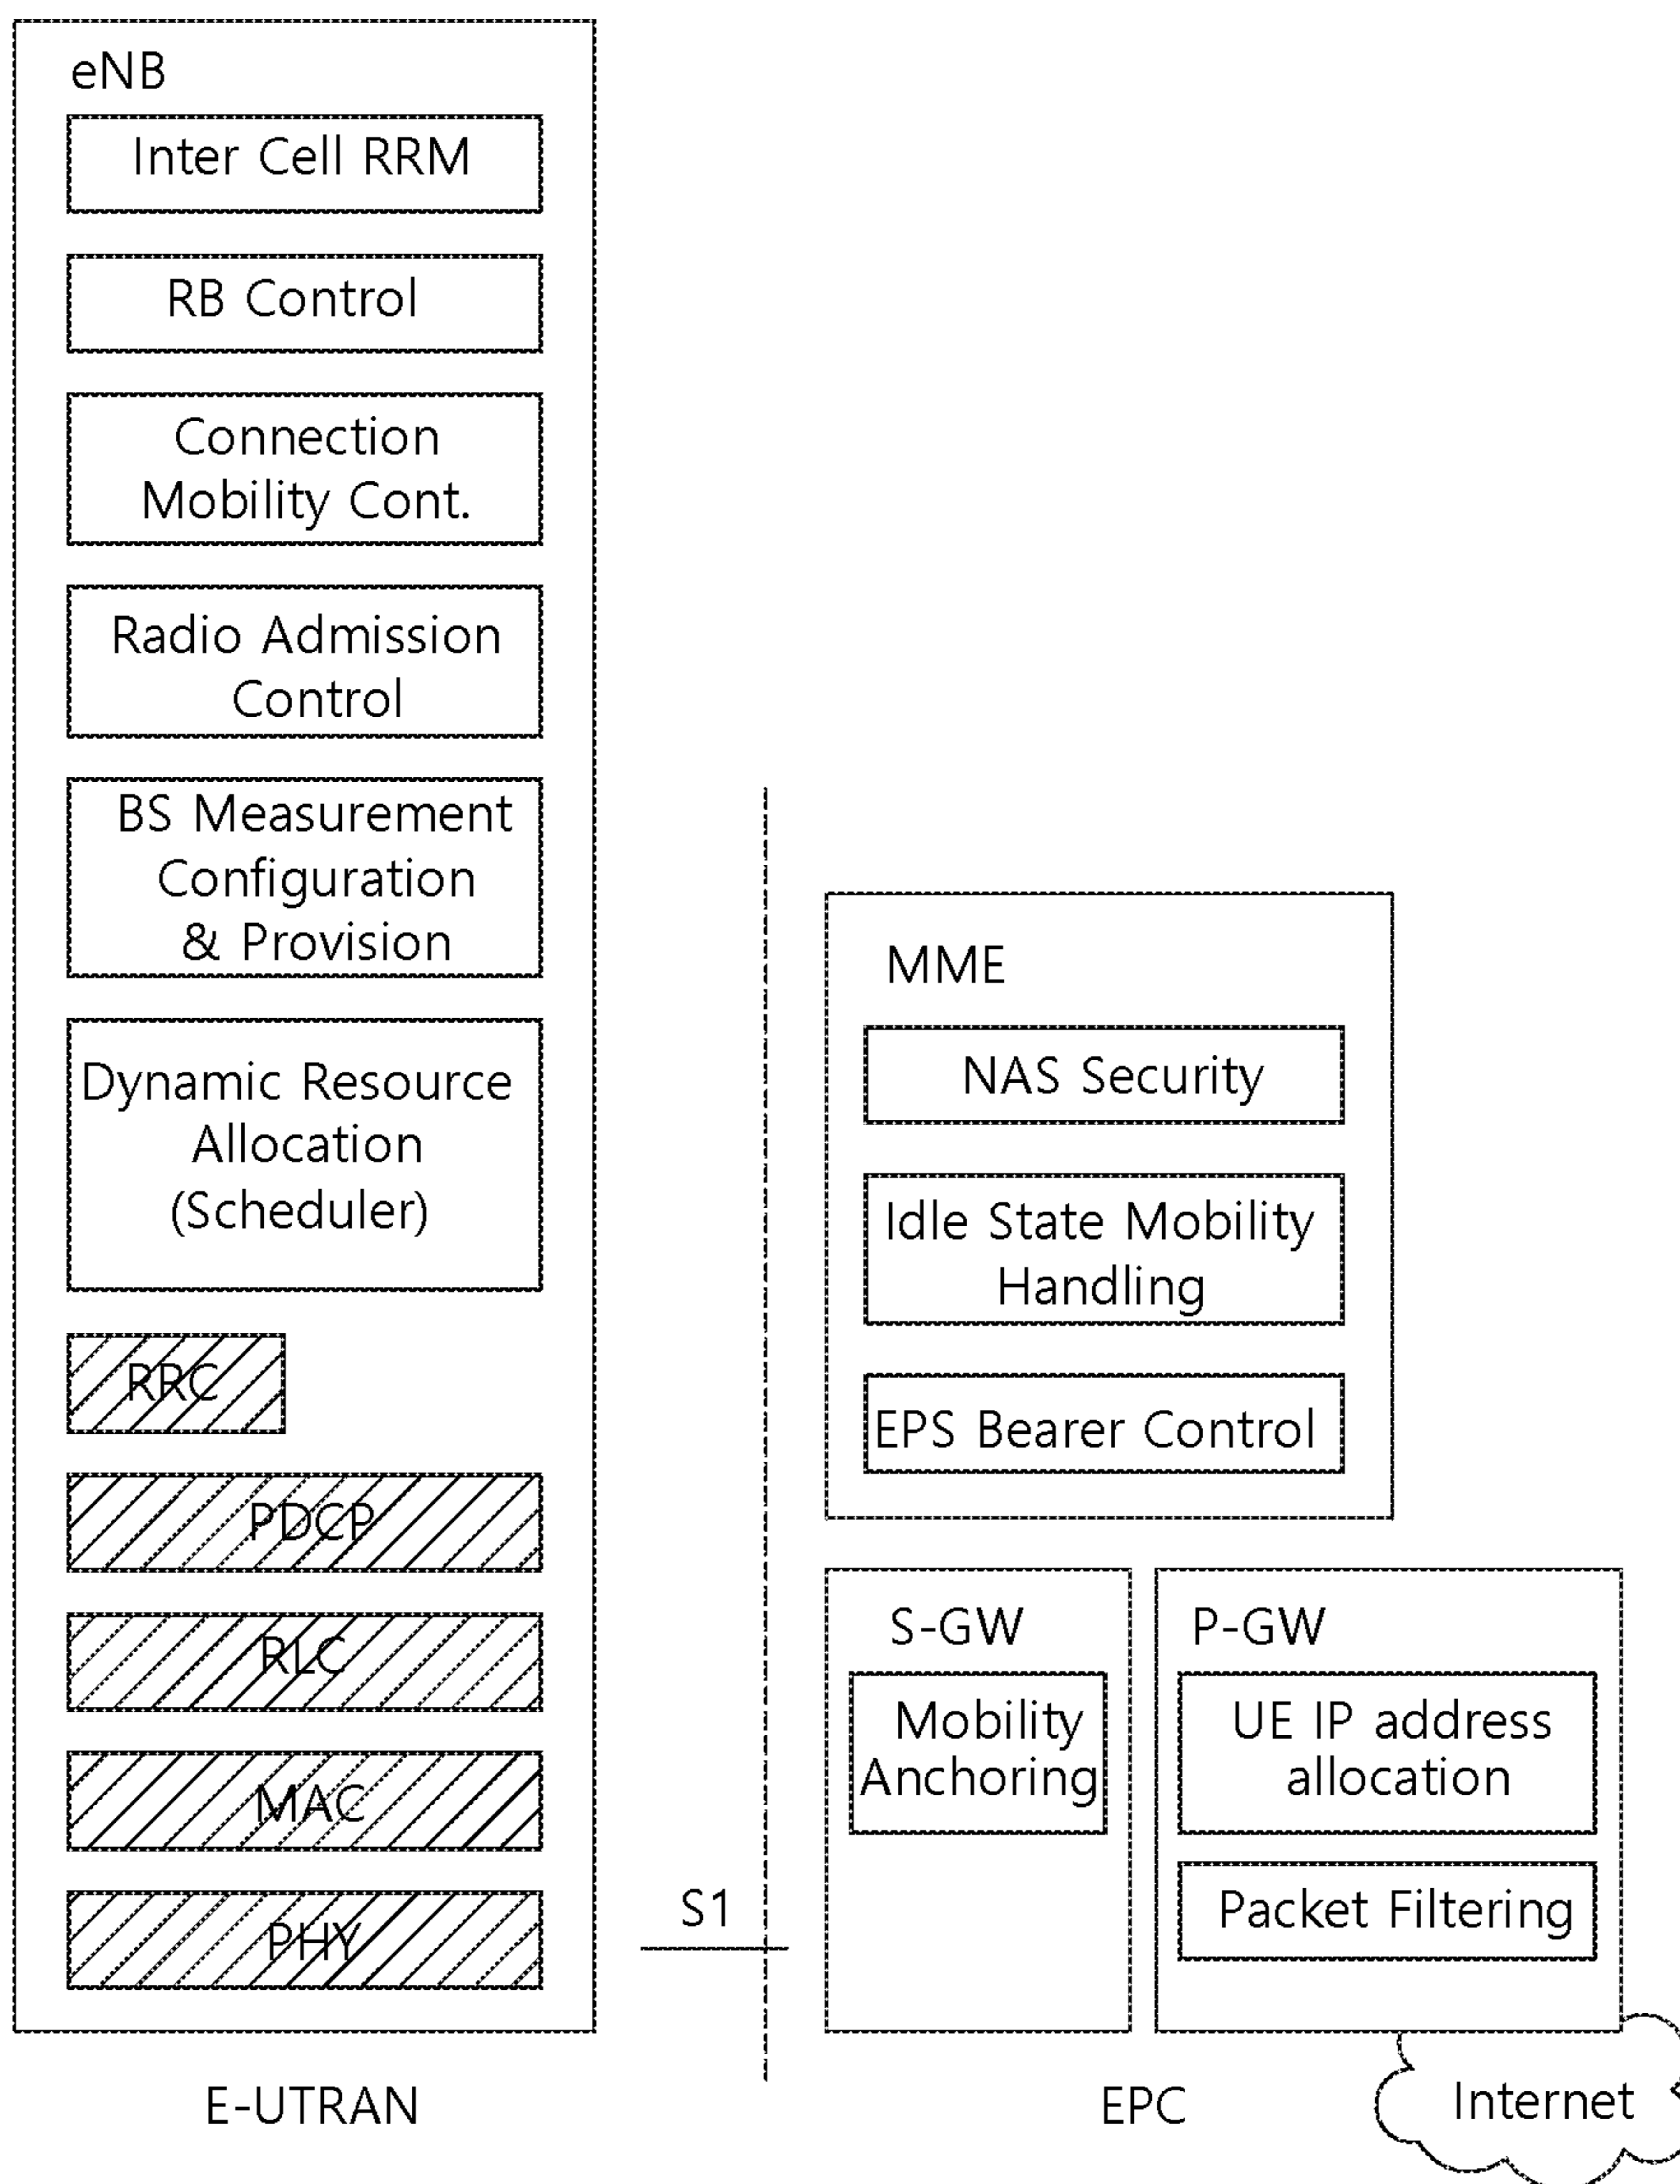 eNB
Inter Cell RRM
RB Control
Connection
Mobility Cont.
Radio Admission
Control
BS Measurement
Configuration
& Provision
Dynamic Resource
Allocation
(Scheduler)
RRC
PDCP
RLC
MAC
PHY
S1
MME
NAS Security
Idle State Mobility
Handling
EPS Bearer Control
S-GW
Mobility
Anchoring
P-GW
UE IP address
allocation
Packet Filtering
E-UTRAN
EPC
Internet